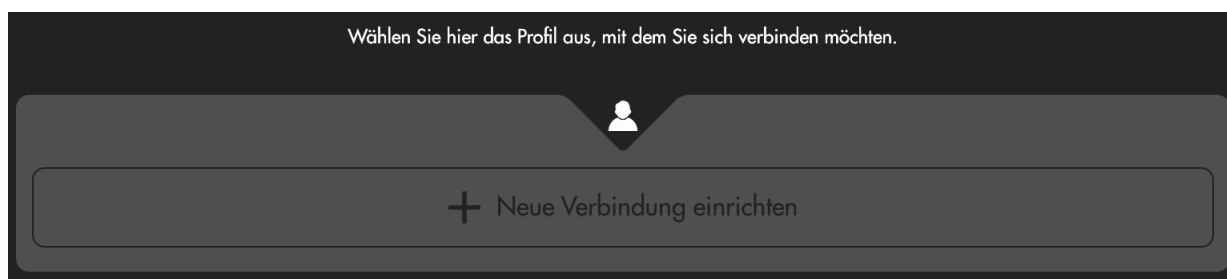 Wählen Sie hier das Profil aus, mit dem Sie sich verbinden möchten.
+ Neue Verbindung einrichten